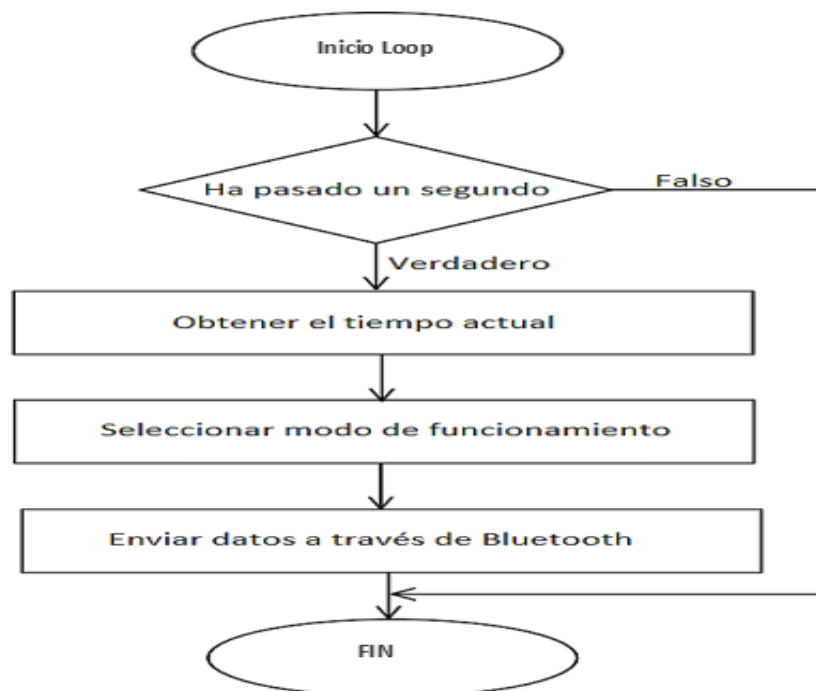 Inicio Loop
Ha pasado un segundo
Falso
Verdadero
Obtener el tiempo actual
Seleccionar modo de funcionamiento
Enviar datos a través de Bluetooth
FIN